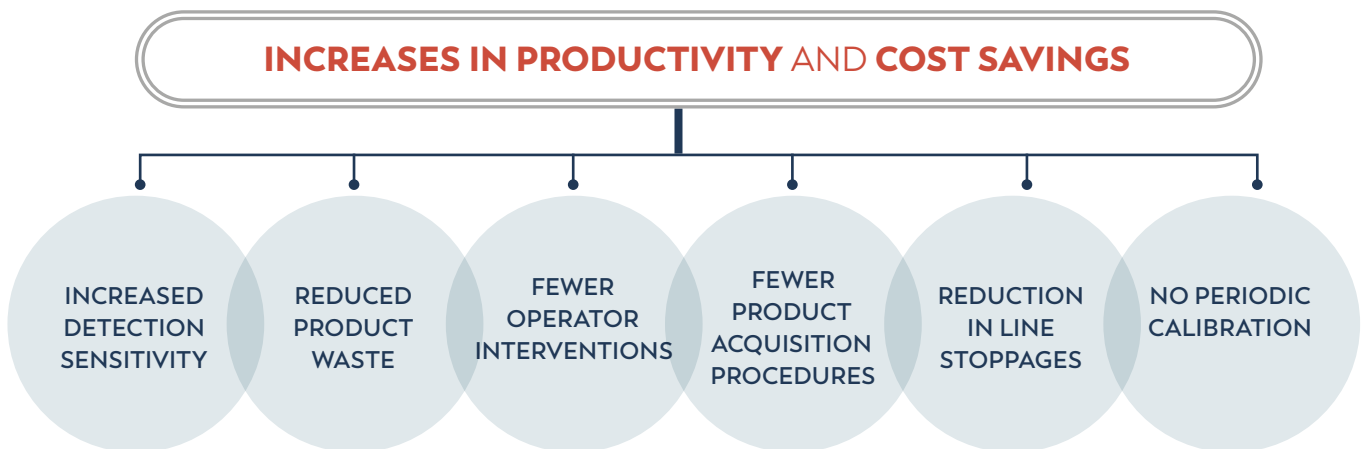 INCREASES IN PRODUCTIVITY AND COST SAVINGS
INCREASED
DETECTION
SENSITIVITY
REDUCED
PRODUCT
WASTE
FEWER
OPERATOR
INTERVENTIONS
FEWER
PRODUCT
ACQUISITION
PROCEDURES
REDUCTION
IN LINE
STOPPAGES
NO PERIODIC
CALIBRATION